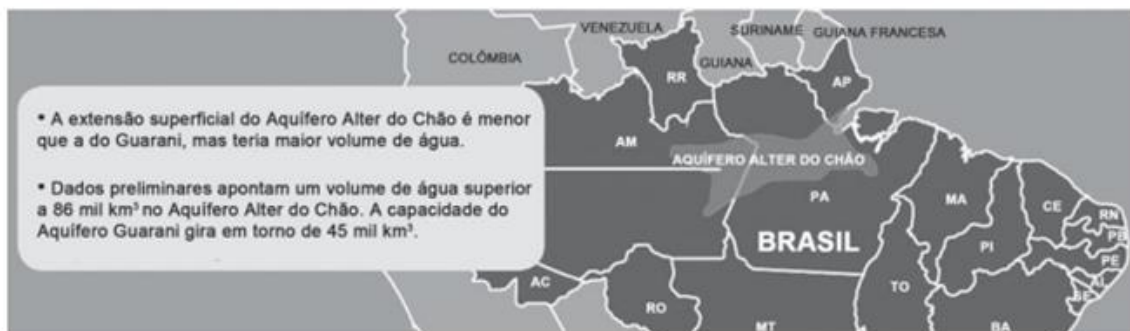 VENEZUELA
SURINAME
GUIANA FRANCESA
COLÔMBIA
GUIANA
RR
AP
• A extensão superficial do Aquífero Alter do Chão é menor
que a do Guarani, mas teria maior volume de água.
• Dados preliminares apontam um volume de água superior
a 86 mil km³ no Aquífero Alter do Chão. A capacidade do
Aquífero Guarani gira em torno de 45 mil km³.
AM
AQUÍFERO ALTER DO CHÃO
PA
MA
CE
RN
PB
BRASIL
PI
PE
AC
RO
TO
AL
SE
MT
BA